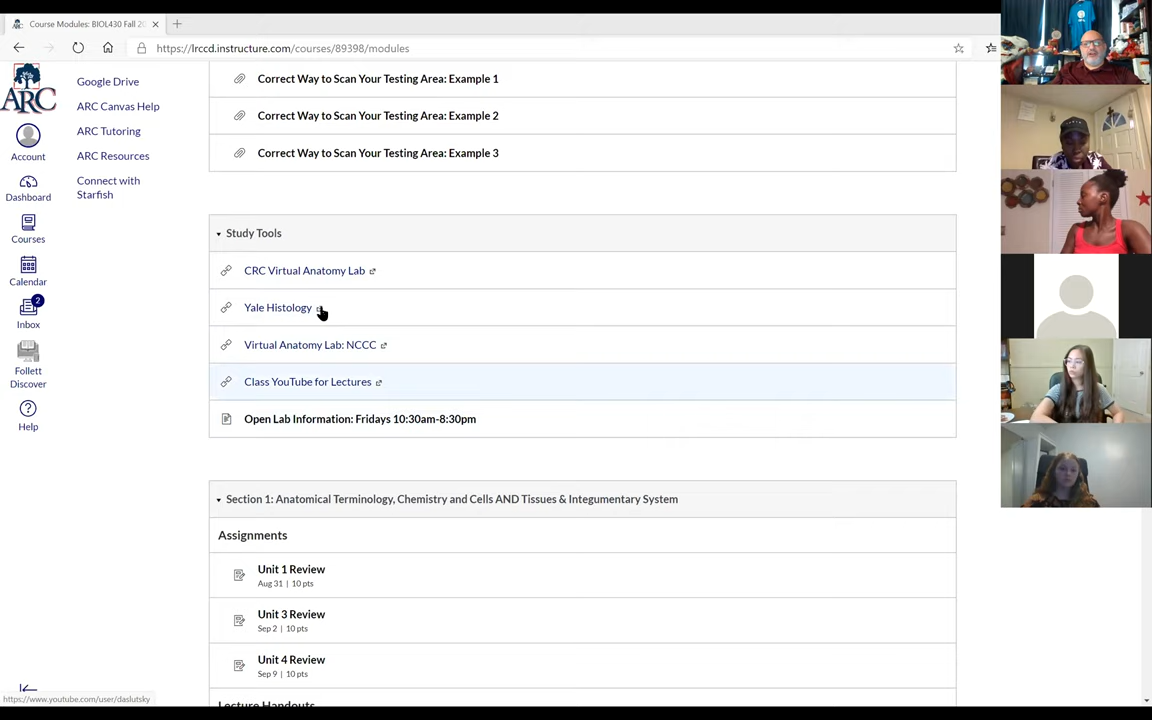 Course Modules: BIOL430 Fall 20
https://lrccd.instructure.com/courses/89398/modules
ARC
Account
Dashboard
Courses
Calendar
2
Inbox
Follett
Discover
Help
Google Drive
ARC Canvas Help
ARC Tutoring
ARC Resources
Connect with
Starfish
Correct Way to Scan Your Testing Area: Example 1
Correct Way to Scan Your Testing Area: Example 2
Correct Way to Scan Your Testing Area: Example 3
Study Tools
CRC Virtual Anatomy Lab
Yale Histology
Virtual Anatomy Lab: NCCC
Class YouTube for Lectures
Open Lab Information: Fridays 10:30am-8:30pm
Section 1: Anatomical Terminology, Chemistry and Cells AND Tissues & Integumentary System
Assignments
Unit 1 Review
Aug 31 | 10 pts
Unit 3 Review
Sep 2 | 10 pts
Unit 4 Review
Sep 9 | 10 pts
Lecture Handouts
https://www.youtube.com/user/daslutsky